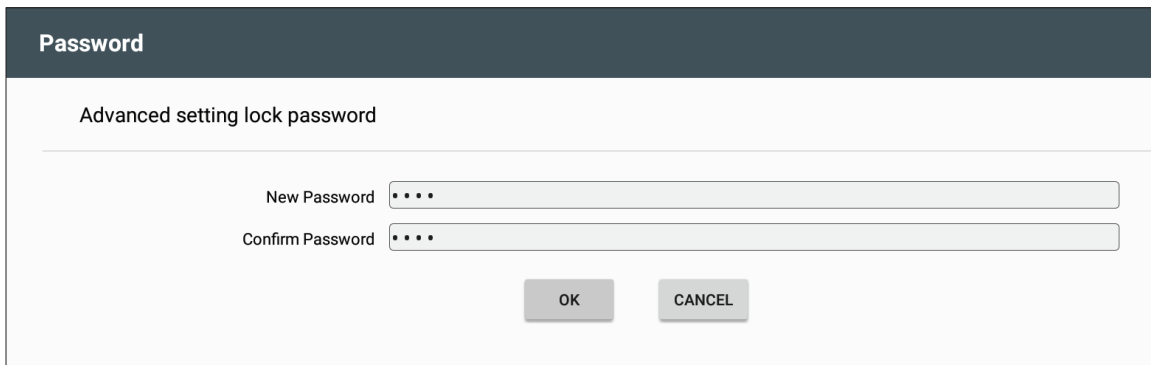 Password
Advanced setting lock password
New Password ••••
Confirm Password ••••
OK CANCEL